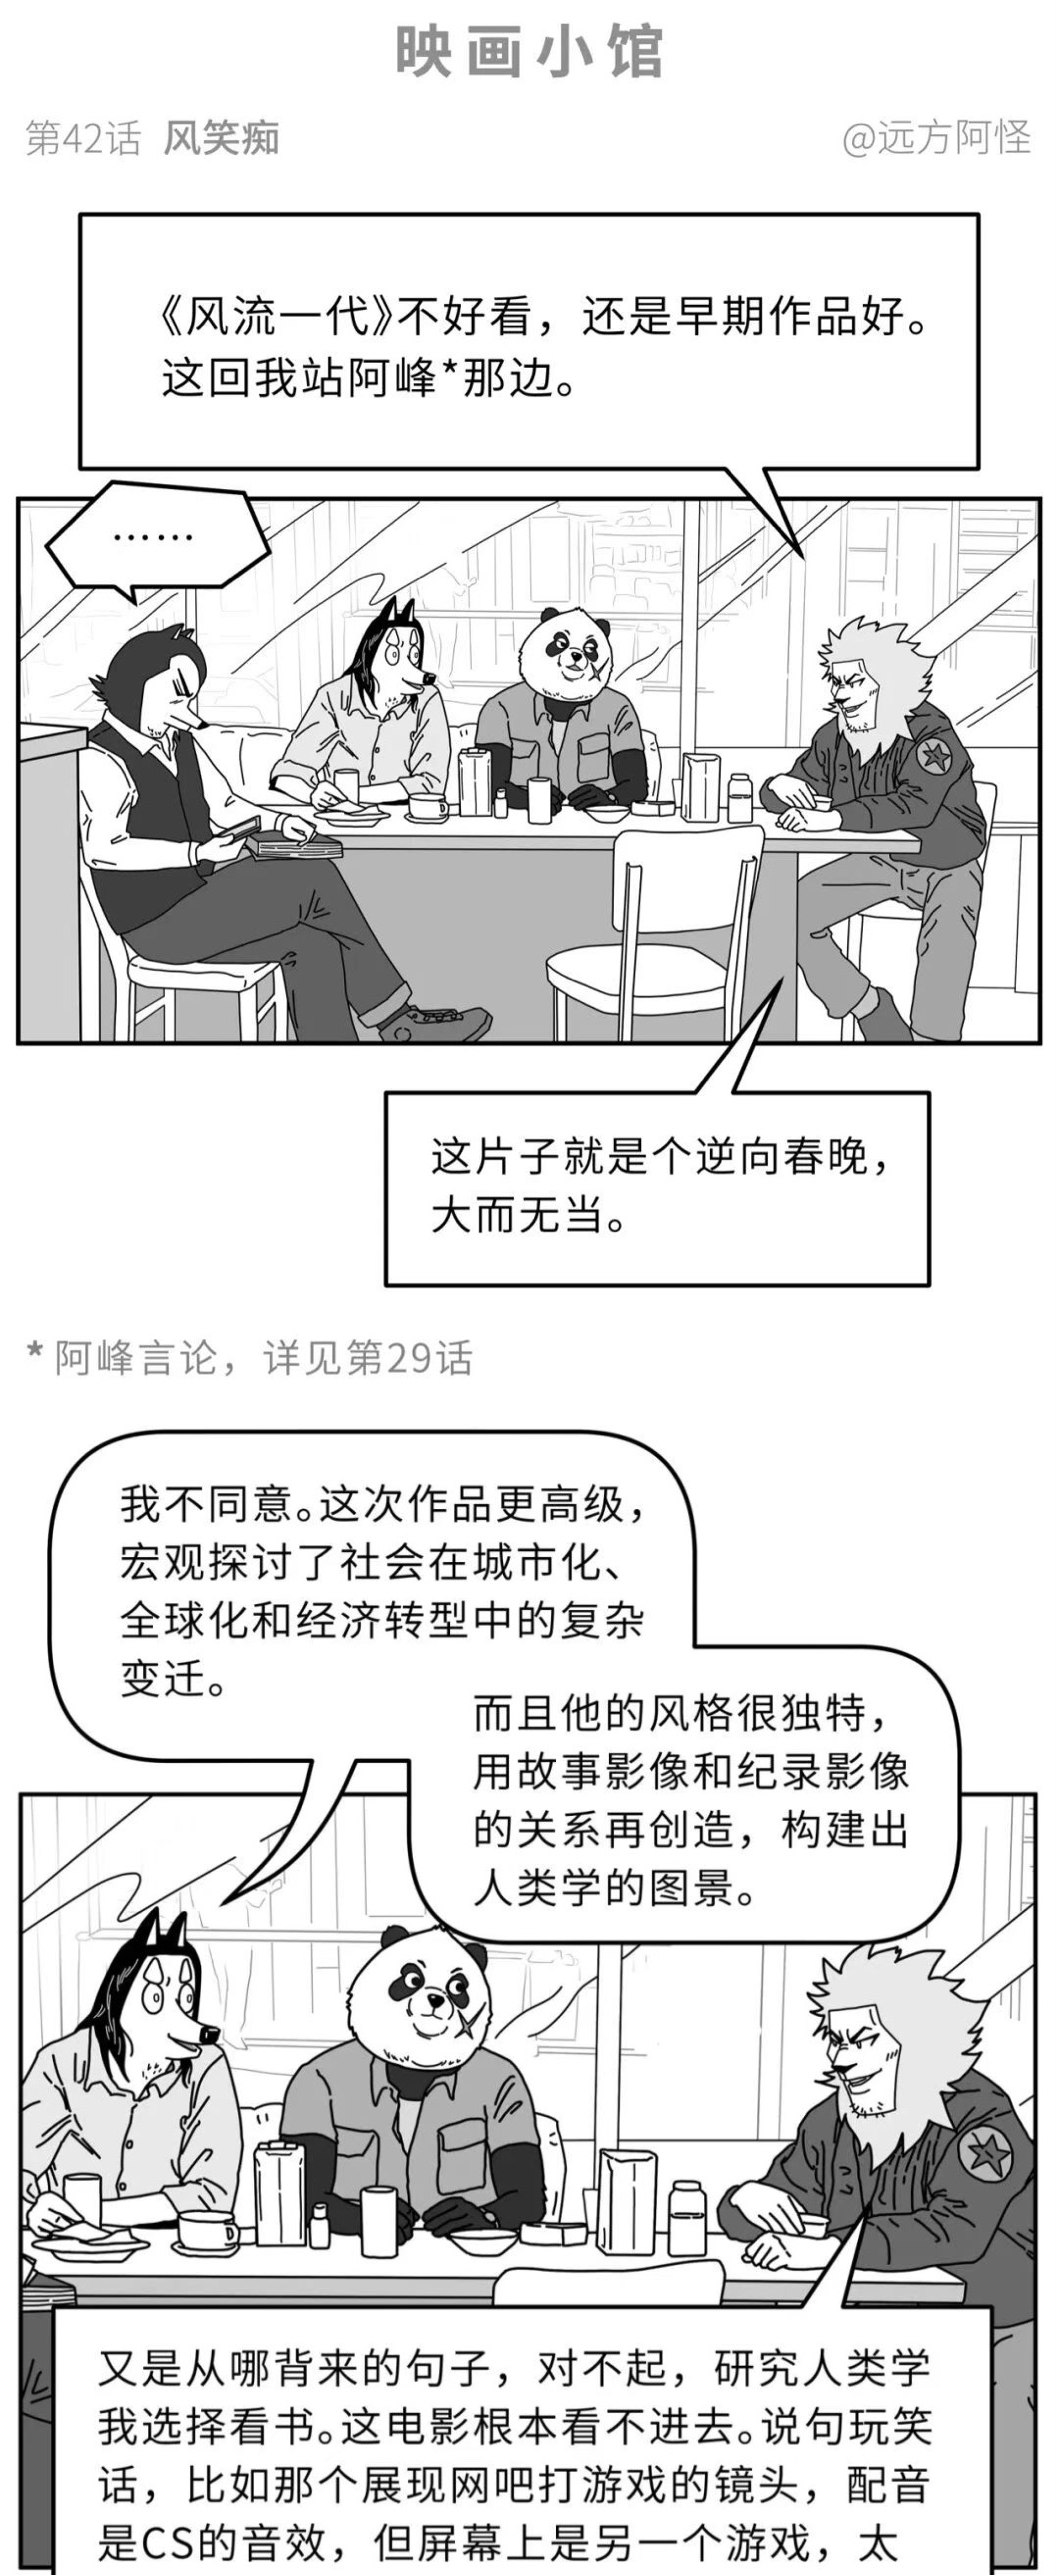 映画小馆
第42话 风笑痴
@远方阿怪
《风流一代》不好看，还是早期作品好。
这回我站阿峰*那边。
……
这片子就是个逆向春晚，
大而无当。
* 阿峰言论，详见第29话
我不同意。这次作品更高级，
宏观探讨了社会在城市化、
全球化和经济转型中的复杂
变迁。
而且他的风格很独特，
用故事影像和纪录影像
的关系再创造，构建出
人类学的图景。
又是从哪背来的句子，对不起，研究人类学
我选择看书。这电影根本看不进去。说句玩笑
话，比如那个展现网吧打游戏的镜头，配音
是CS的音效，但屏幕上是另一个游戏，太